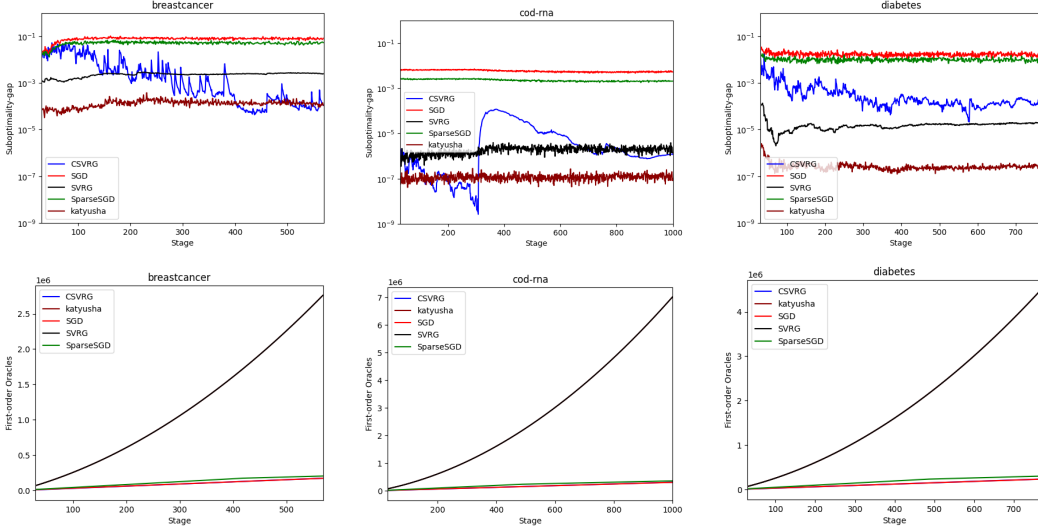 breastcancer
10⁻¹
10⁻³
10⁻⁵
10⁻⁷
10⁻⁹
Suboptimality-gap
CSVRG
SGD
SVRG
SparseSGD
katyusha
100 200 300 400 500
Stage
cod-rna
10⁻¹
10⁻³
10⁻⁵
10⁻⁷
10⁻⁹
Suboptimality-gap
CSVRG
SGD
SVRG
SparseSGD
katyusha
200 400 600 800 1000
Stage
diabetes
10⁻¹
10⁻³
10⁻⁵
10⁻⁷
10⁻⁹
Suboptimality-gap
CSVRG
SGD
SVRG
SparseSGD
katyusha
100 200 300 400 500 600 700
Stage
breastcancer
1e6
2.5
2.0
1.5
1.0
0.5
0.0
First-order Oracles
CSVRG
katyusha
SGD
SVRG
SparseSGD
100 200 300 400 500
Stage
cod-rna
1e6
7
6
5
4
3
2
1
0
First-order Oracles
CSVRG
katyusha
SGD
SVRG
SparseSGD
200 400 600 800 1000
Stage
diabetes
1e6
4
3
2
1
0
First-order Oracles
CSVRG
katyusha
SGD
SVRG
SparseSGD
100 200 300 400 500 600 700
Stage